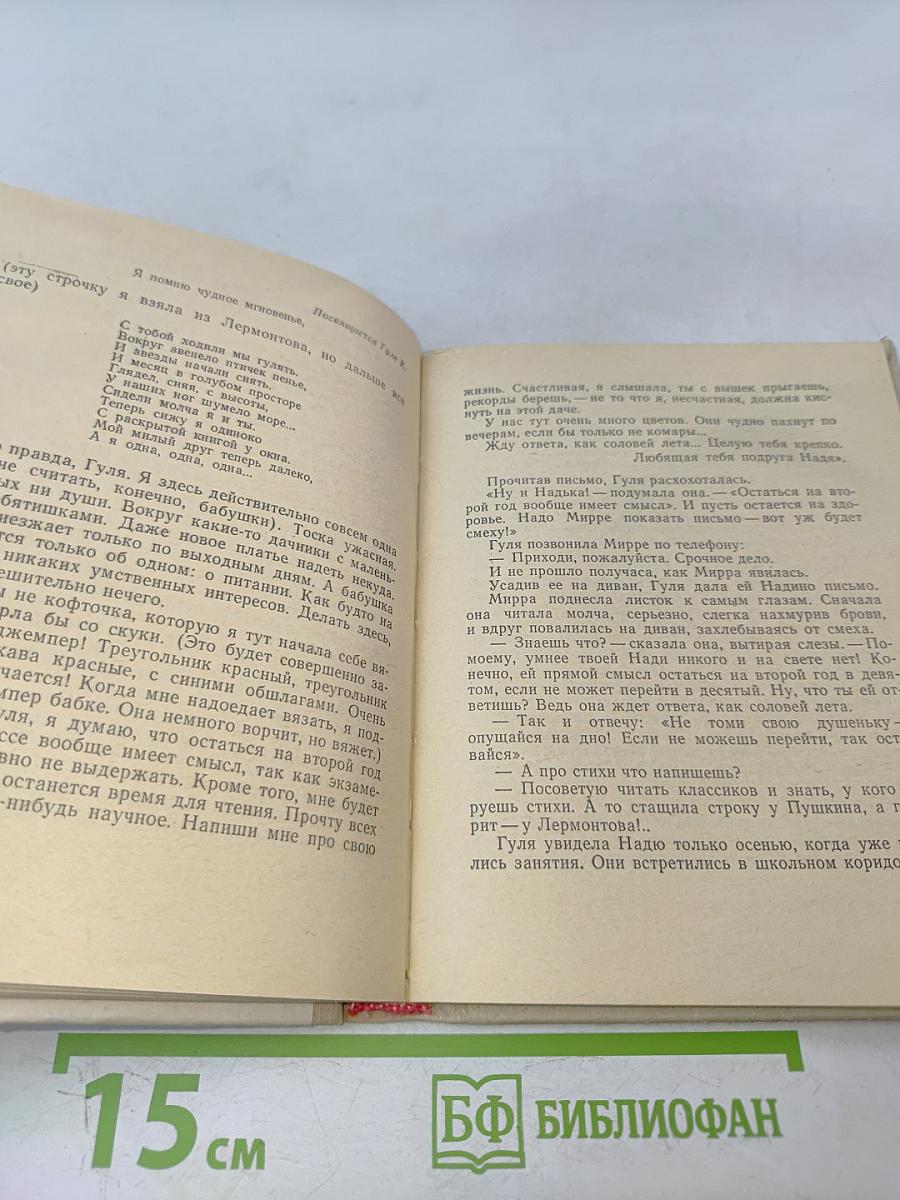 Посвящается Гуле К.
Я помню чудное мгновенье,
(эту строчку я взяла из Лермонтова, но дальше все
свое)
С тобой ходили мы гулять.
Вокруг звенело птичек пенье,
И звезды начали сиять.
И месяц в голубом просторе
Глядел, сияя, с высоты,
У наших ног шумело море...
Сидели молча я и ты.
Теперь сижу я одиноко
С раскрытой книгой у окна.
Мой милый друг теперь далеко,
А я одна, одна, одна...
правда, Гуля. Я здесь действительно совсем одна
не считать, конечно, бабушки). Тоска ужасная.
ых ни души. Вокруг какие-то дачники с малень-
бятишками. Даже новое платье надеть некуда.
иезжает только по выходным дням. А бабушка
тся только об одном: о питании. Как будто на
никаких умственных интересов. Делать здесь,
ешительно нечего.
ы не кофточка, которую я тут начала себе вя-
рла бы со скуки. (Это будет совершенно за-
джемпер! Треугольник красный, треугольник
кава красные, с синими обшлагами. Очень
чается! Когда мне надоедает вязать, я под-
мпер бабке. Она немного ворчит, но вяжет.)
уля, я думаю, что остаться на второй год
ссе вообще имеет смысл, так как экзаме-
вно не выдержать. Кроме того, мне будет
останется время для чтения. Прочту всех
-нибудь научное. Напиши мне про свою
жизнь. Счастливая, я слышала, ты с вышек прыгаешь,
рекорды берешь, — не то что я, несчастная, должна кис-
нуть на этой даче.
У нас тут очень много цветов. Они чудно пахнут по
вечерам, если бы только не комары...
Жду ответа, как соловей лета... Целую тебя крепко.
Любящая тебя подруга Надя».
Прочитав письмо, Гуля расхохоталась.
«Ну и Надька! — подумала она. — «Остаться на вто-
рой год вообще имеет смысл». И пусть остается на здо-
ровье. Надо Мирре показать письмо — вот уж будет
смеху!»
Гуля позвонила Мирре по телефону:
— Приходи, пожалуйста. Срочное дело.
И не прошло получаса, как Мирра явилась.
Усадив ее на диван, Гуля дала ей Надино письмо.
Мирра поднесла листок к самым глазам. Сначала
она читала молча, серьезно, слегка нахмурив брови,
и вдруг повалилась на диван, захлебываясь от смеха.
— Знаешь что? — сказала она, вытирая слезы. — По-
моему, умнее твоей Нади никого и на свете нет! Ко-
нечно, ей прямой смысл остаться на второй год в девя-
том, если не может перейти в десятый. Ну, что ты ей от-
ветишь? Ведь она ждет ответа, как соловей лета.
— Так и отвечу: «Не томи свою душеньку —
опущайся на дно! Если не можешь перейти, так ост
вайся».
— А про стихи что напишешь?
— Посоветую читать классиков и знать, у кого
руешь стихи. А то стащила строку у Пушкина, а г
рит — у Лермонтова!..
Гуля увидела Надю только осенью, когда уже
лись занятия. Они встретились в школьном коридо
15 см
БФ БИБЛИОФАН